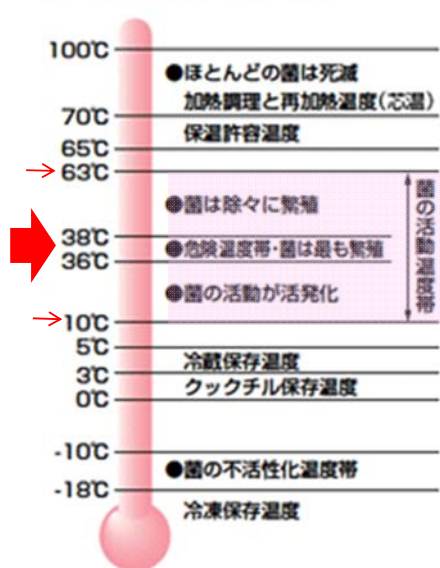 100℃
●ほとんどの菌は死滅
加熱調理と再加熱温度(芯温)
70℃
保温許容温度
65℃
63℃
●菌は除々に繁殖
38℃
●危険温度帯・菌は最も繁殖
36℃
●菌の活動が活発化
菌の活動温度帯
10℃
5℃
冷蔵保存温度
3℃
クックチル保存温度
0℃
-10℃
●菌の不活性化温度帯
-18℃
冷凍保存温度